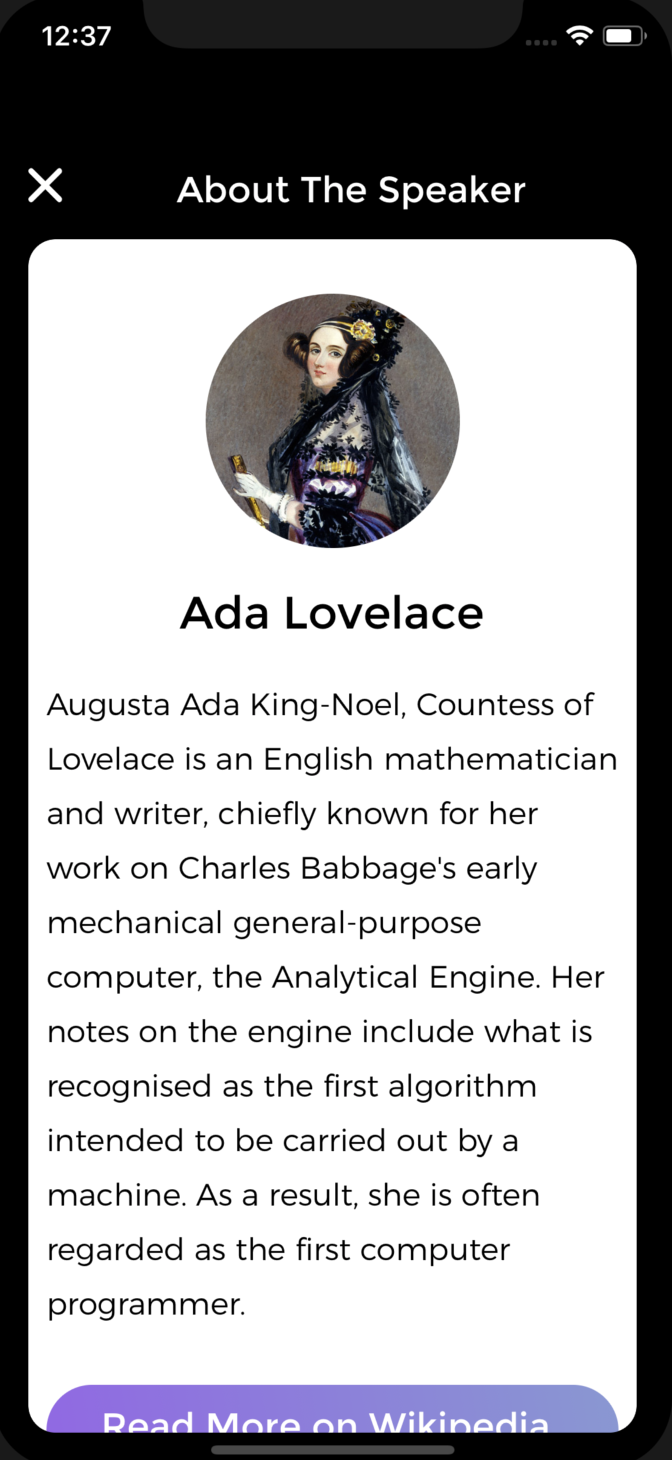 12:37
About The Speaker
Ada Lovelace
Augusta Ada King-Noel, Countess of
Lovelace is an English mathematician
and writer, chiefly known for her
work on Charles Babbage's early
mechanical general-purpose
computer, the Analytical Engine. Her
notes on the engine include what is
recognised as the first algorithm
intended to be carried out by a
machine. As a result, she is often
regarded as the first computer
programmer.
Read More on Wikipedia